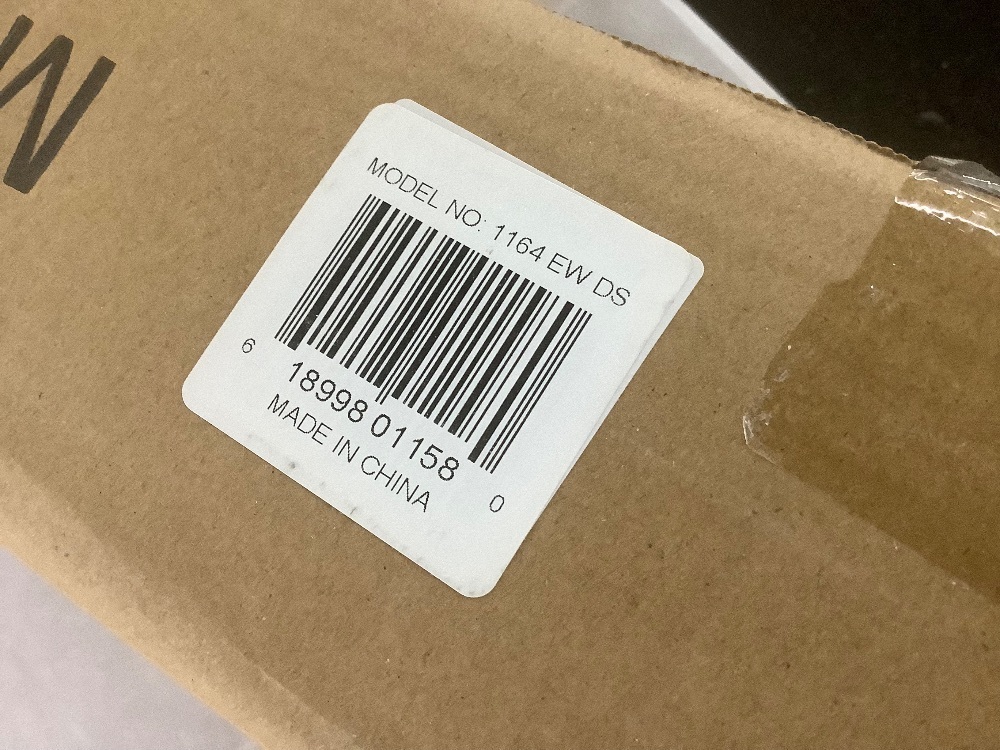 MODEL NO: 1164 EW DS
6 18998 01158 0
MADE IN CHINA